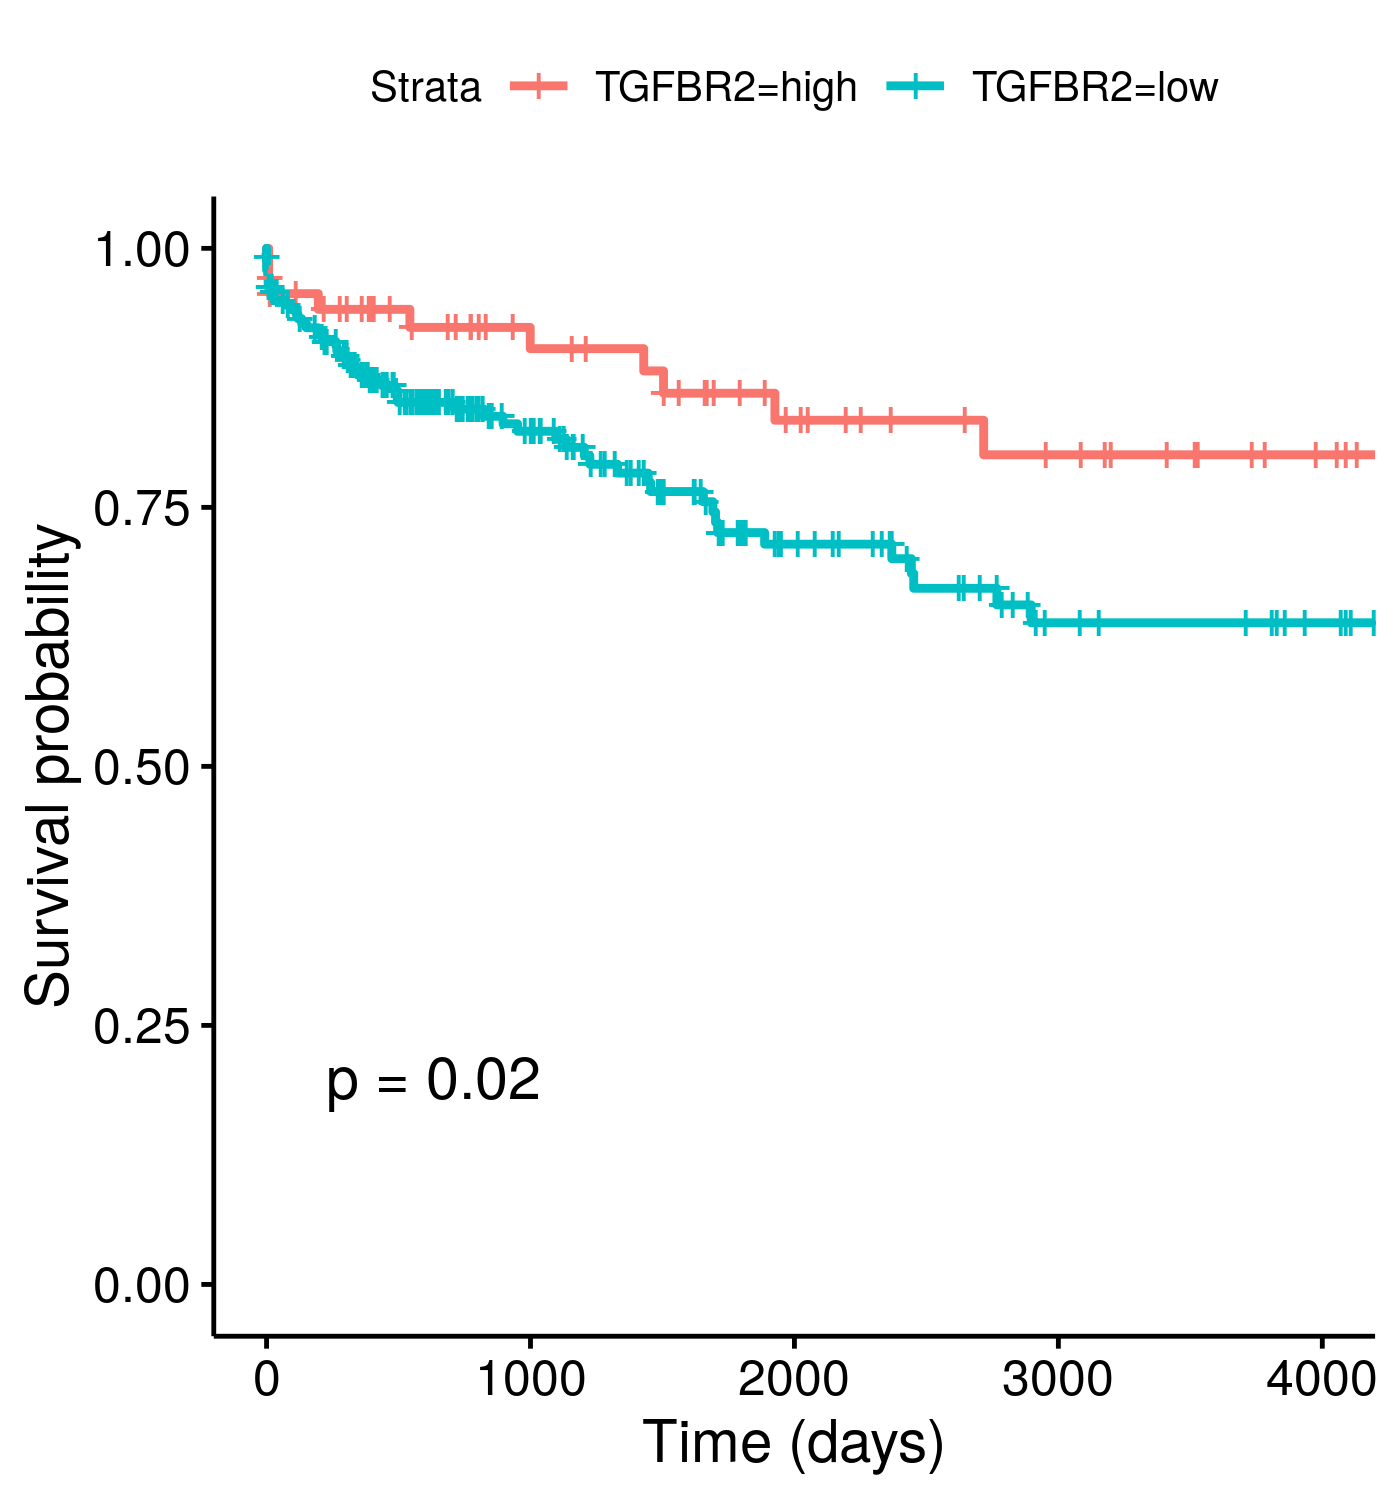 Strata TGFBR2=high TGFBR2=low
Survival probability
1.00
0.75
0.50
0.25
0.00
p = 0.02
0 1000 2000 3000 4000
Time (days)